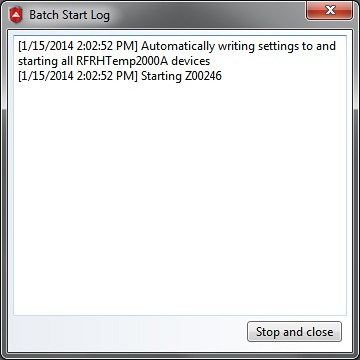 Batch Start Log
[1/15/2014 2:02:52 PM] Automatically writing settings to and
starting all RFRHTemp2000A devices
[1/15/2014 2:02:52 PM] Starting Z00246
Stop and close